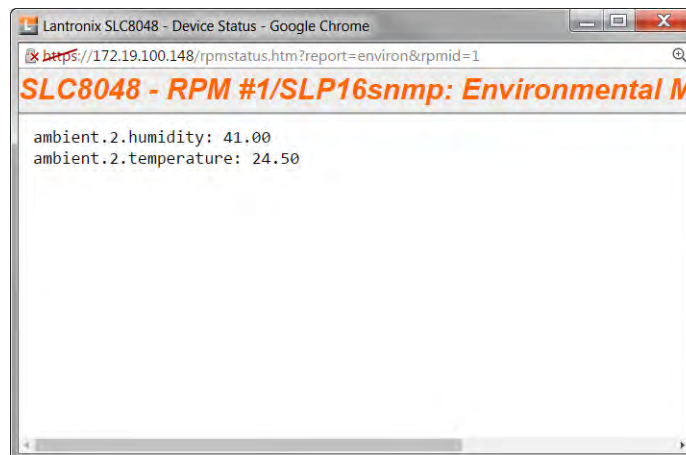 Lantronix SLC8048 - Device Status - Google Chrome
https://172.19.100.148/rpmstatus.htm?report=environ&rpmid=1
SLC8048 - RPM #1/SLP16snmp: Environmental M
ambient.2.humidity: 41.00
ambient.2.temperature: 24.50